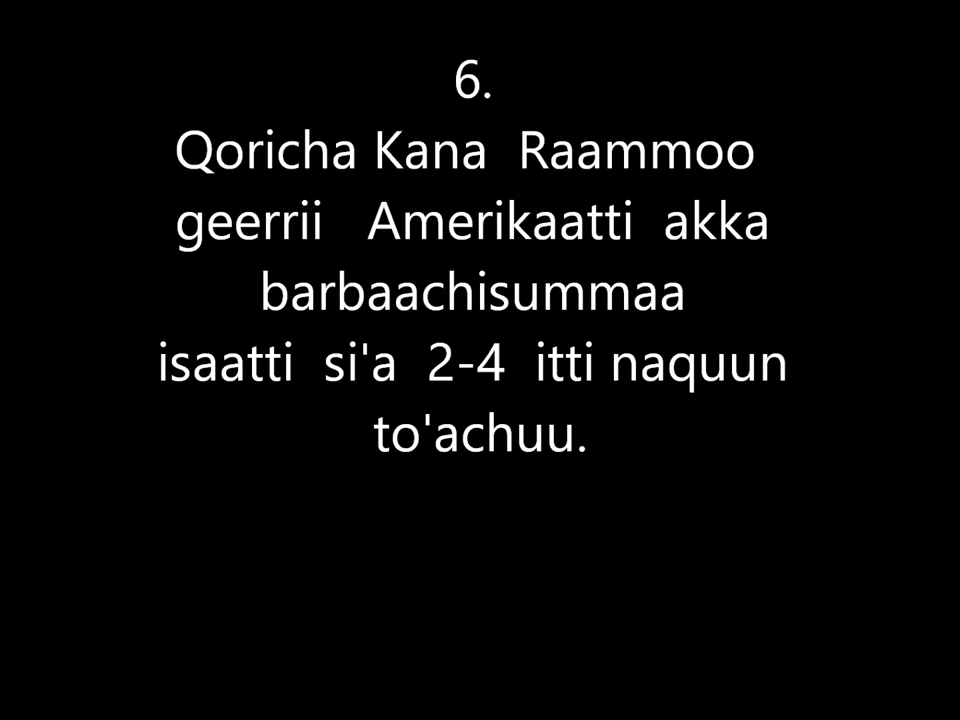 6.
Qoricha Kana Raammoo
geerrii Amerikaatti akka
barbaachisummaa
isaatti si'a 2-4 itti naquun
to'achuu.